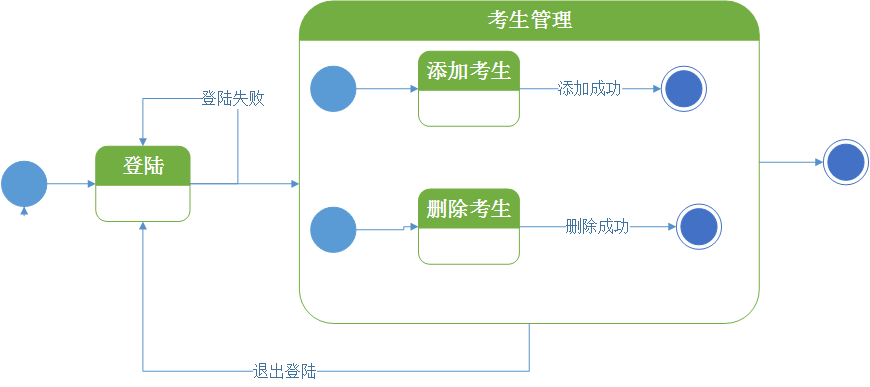 考生管理
添加考生
添加成功
登陆失败
登陆
删除考生
删除成功
退出登陆